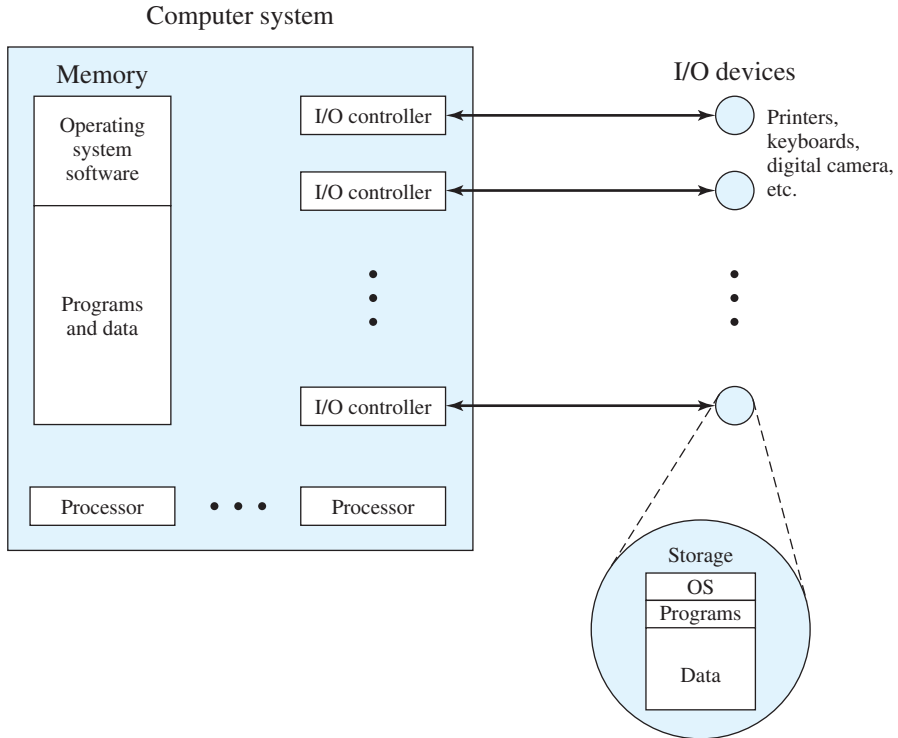 Computer system
Memory
Operating
system
software
Programs
and data
I/O controller
I/O controller
I/O controller
Processor
Processor
I/O devices
Printers,
keyboards,
digital camera,
etc.
Storage
OS
Programs
Data